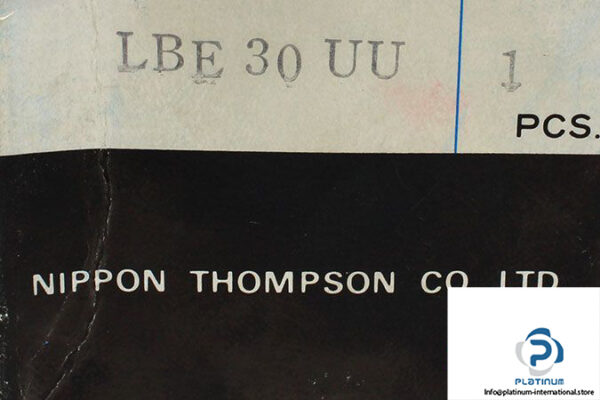 LBE 30 UU 1
PCS.
NIPPON THOMPSON CO. LTD
PLATINUM
Info@platinum-international.store